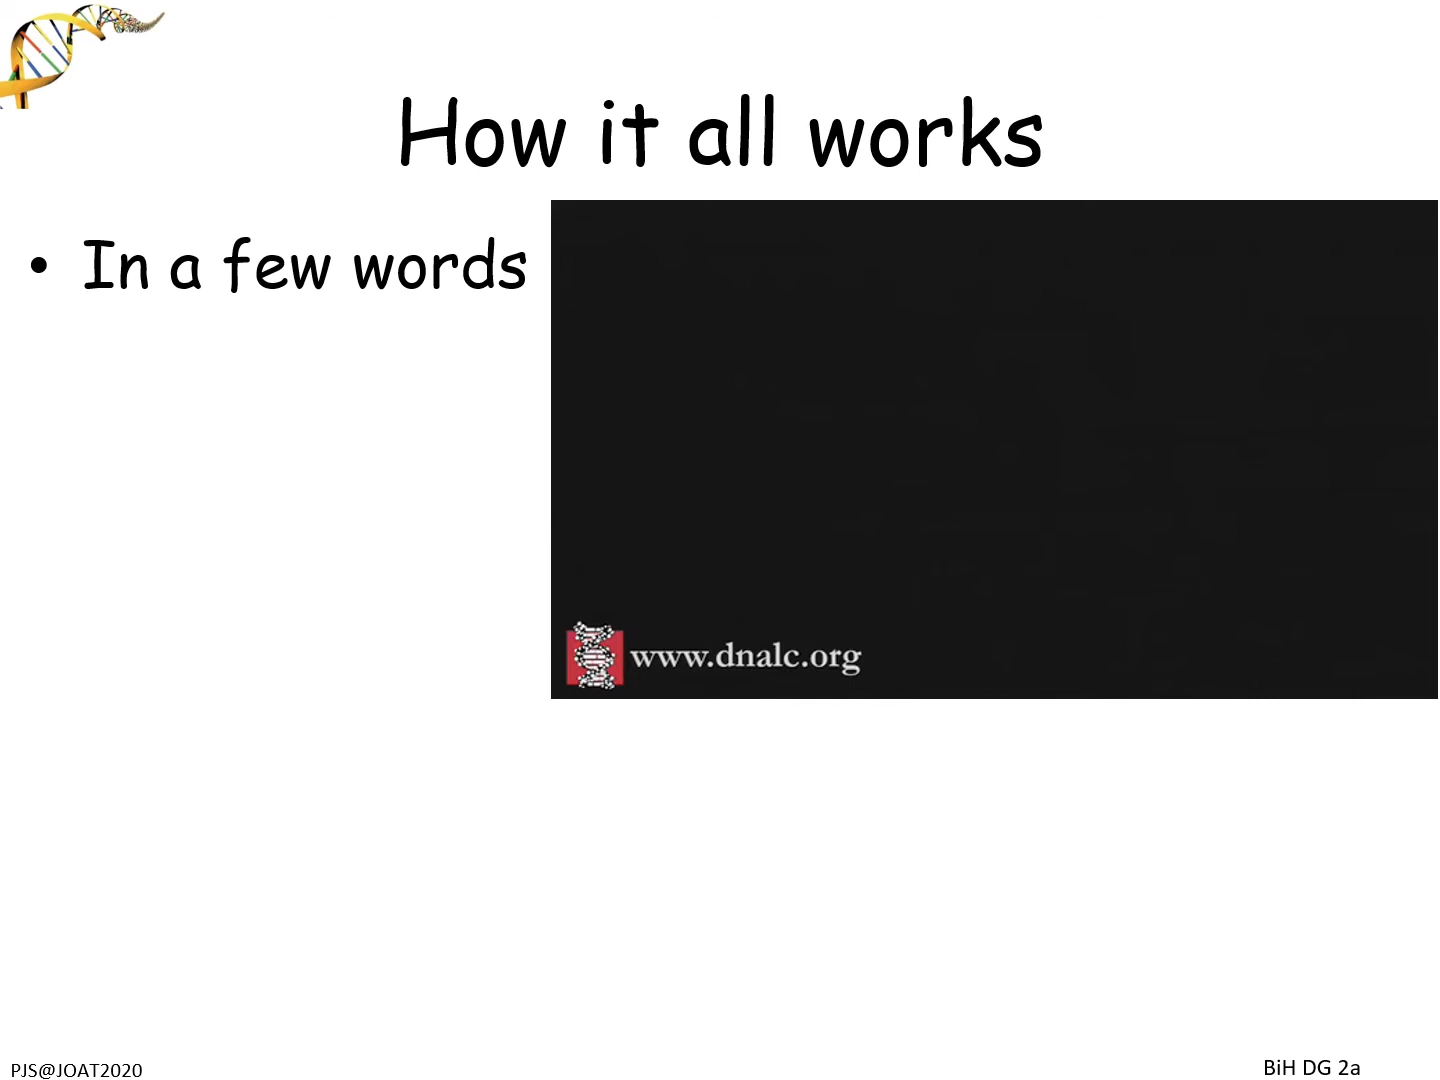 How it all works
• In a few words
www.dnalc.org
PJS@JOAT2020
BiH DG 2a